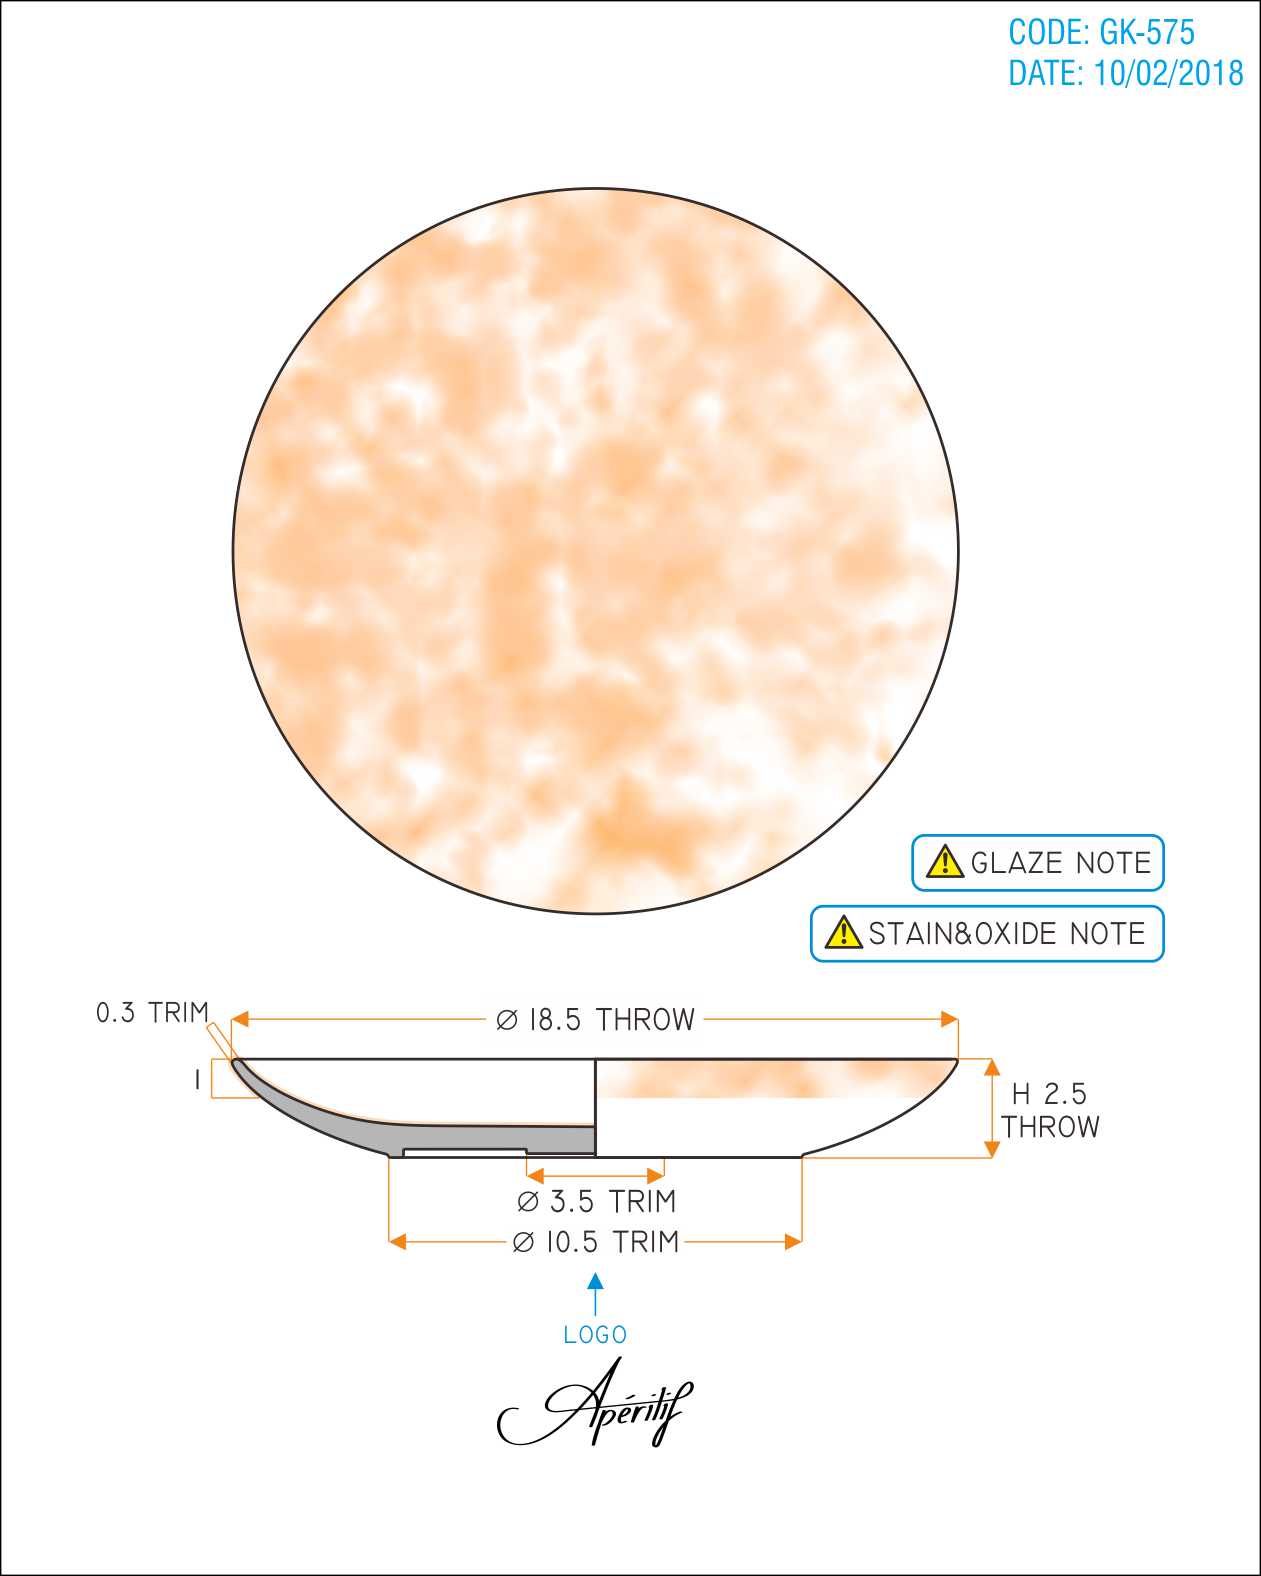 CODE: GK-575
DATE: 10/02/2018
GLAZE NOTE
STAIN&OXIDE NOTE
0.3 TRIM
Ø 18.5 THROW
1
H 2.5
THROW
Ø 3.5 TRIM
Ø 10.5 TRIM
LOGO
Apéritif